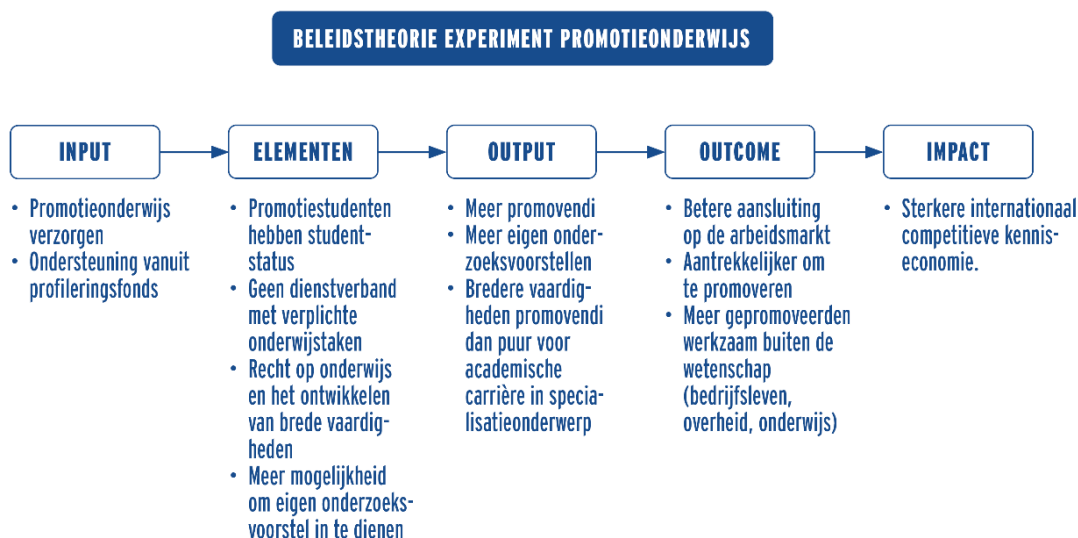 BELEIDSTHEORIE EXPERIMENT PROMOTIEONDERWIJS
INPUT
• Promotieonderwijs
verzorgen
• Ondersteuning vanuit
profileringsfonds
ELEMENTEN
• Promotiestudenten
hebben student-
status
• Geen dienstverband
met verplichte
onderwijstaken
• Recht op onderwijs
en het ontwikkelen
van brede vaardig-
heden
• Meer mogelijkheid
om eigen onderzoeks-
voorstel in te dienen
OUTPUT
• Meer promovendi
• Meer eigen onder-
zoeksvoorstellen
• Bredere vaardig-
heden promovendi
dan puur voor
academische
carrière in specia-
lisatieonderwerp
OUTCOME
• Betere aansluiting
op de arbeidsmarkt
• Aantrekkelijker om
te promoveren
• Meer gepromoveerden
werkzaam buiten de
wetenschap
(bedrijfsleven,
overheid, onderwijs)
IMPACT
• Sterkere internationaal
competitieve kennis-
economie.